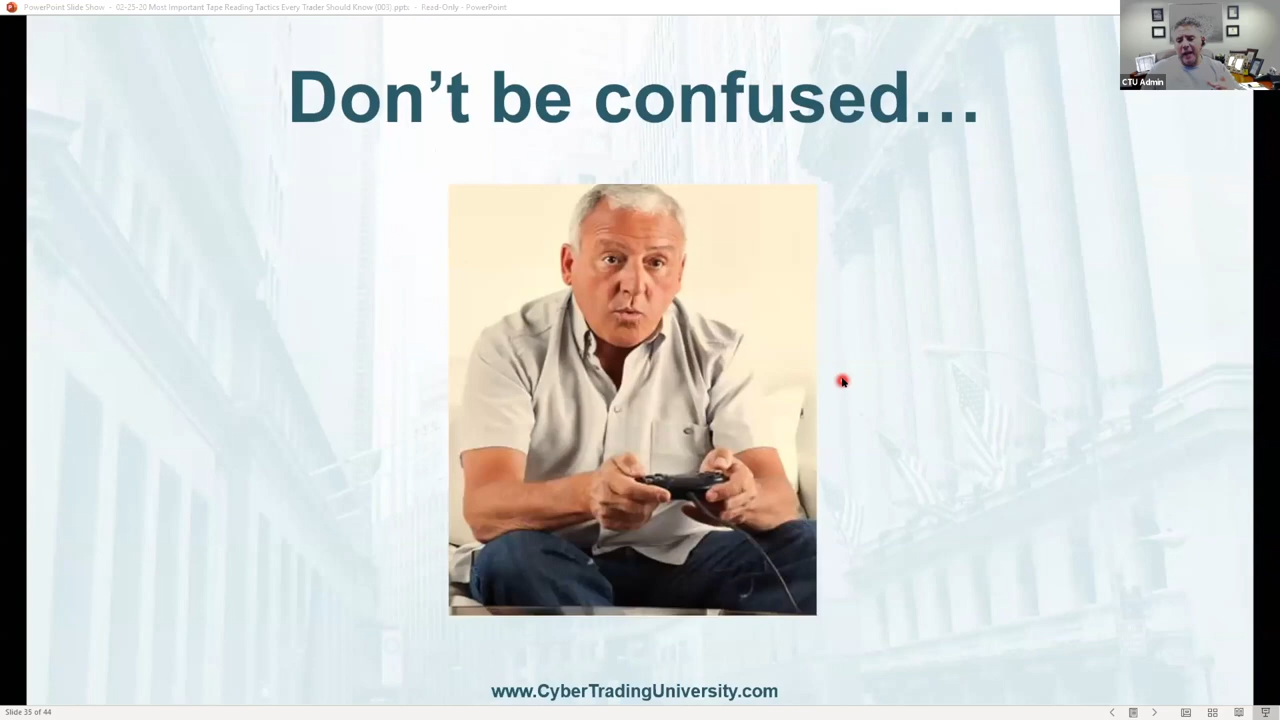 PowerPoint Slide Show - 02-25-20 Most Important Tape Reading Tactics Every Trader Should Know (003).pptx - Read-Only - PowerPoint
CTU Admin
Don't be confused…
www.CyberTradingUniversity.com
Slide 35 of 44